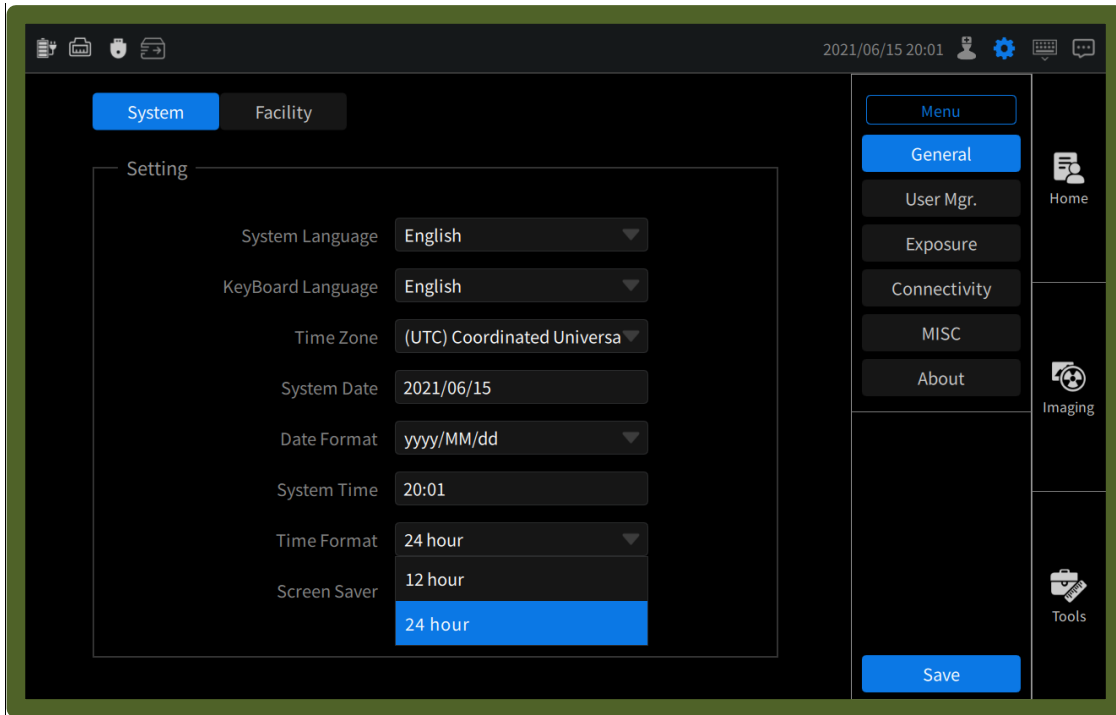 2021/06/15 20:01
System
Facility
Setting
System Language
English
KeyBoard Language
English
Time Zone
(UTC) Coordinated Universa
System Date
2021/06/15
Date Format
yyyy/MM/dd
System Time
20:01
Time Format
24 hour
12 hour
24 hour
Screen Saver
Menu
General
User Mgr.
Exposure
Connectivity
MISC
About
Save
Home
Imaging
Tools